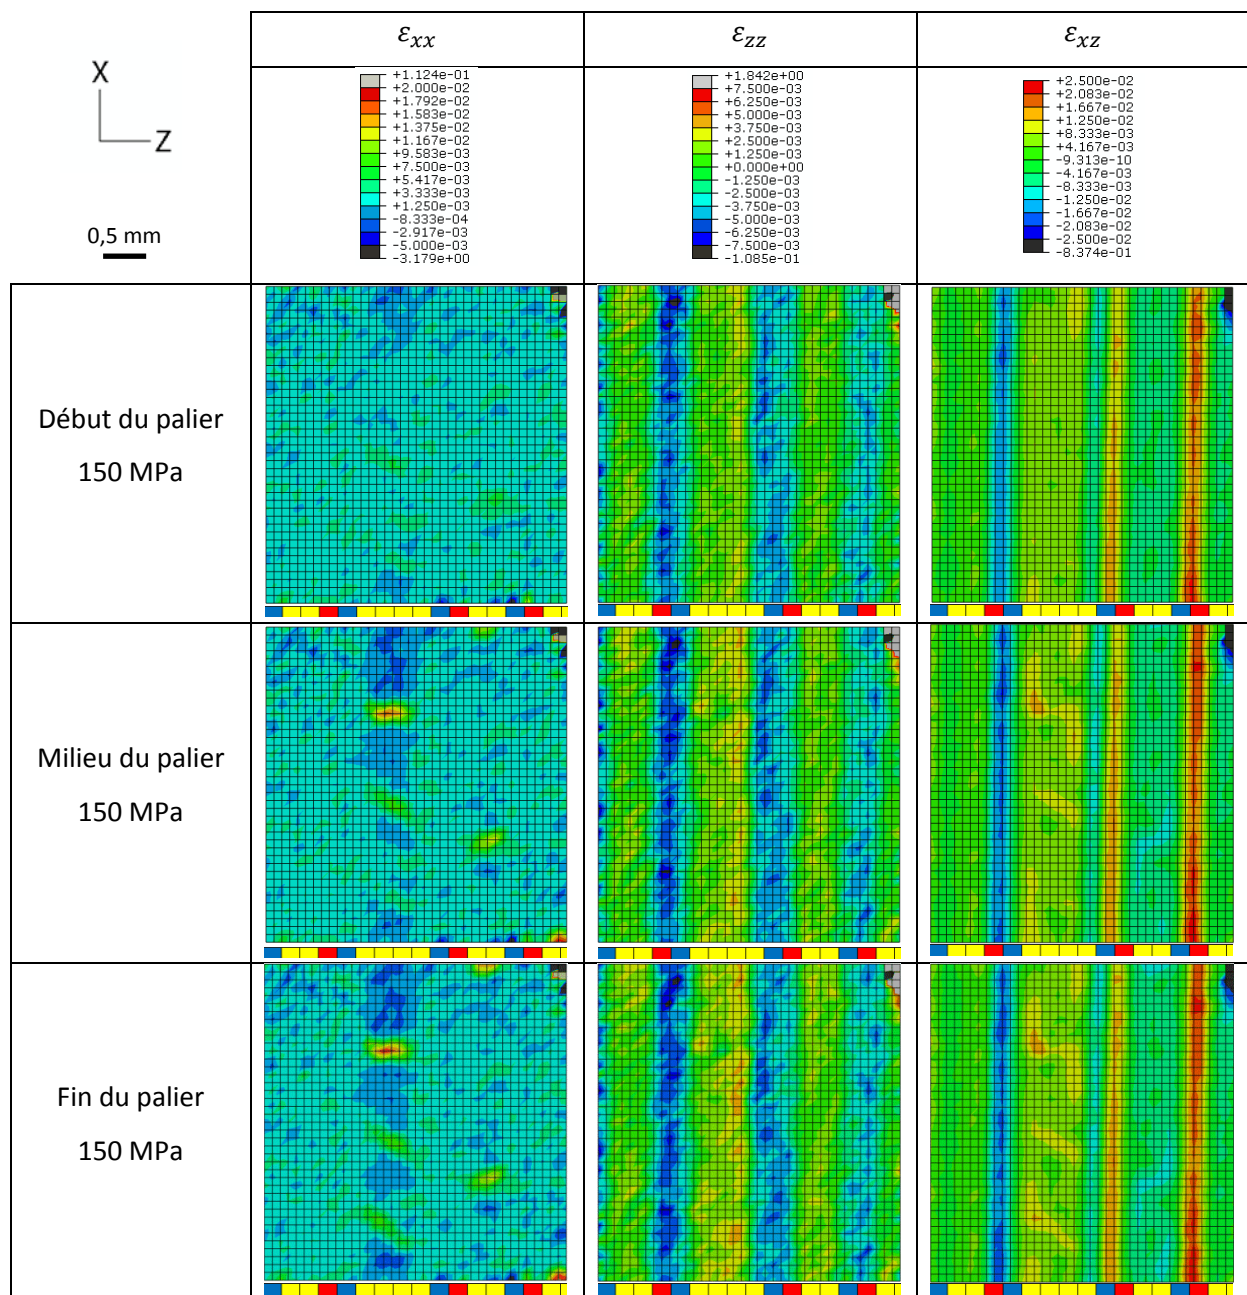 ε_xx
ε_zz
ε_xz
X
Z
0,5 mm
+1.124e-01
+2.000e-02
+1.792e-02
+1.583e-02
+1.375e-02
+1.167e-02
+9.583e-03
+7.500e-03
+5.417e-03
+3.333e-03
+1.250e-03
-8.333e-04
-2.917e-03
-5.000e-03
-3.179e+00
+1.842e+00
+7.500e-03
+6.250e-03
+5.000e-03
+3.750e-03
+2.500e-03
+1.250e-03
+0.000e+00
-1.250e-03
-2.500e-03
-3.750e-03
-5.000e-03
-6.250e-03
-7.500e-03
-1.085e-01
+2.500e-02
+2.083e-02
+1.667e-02
+1.250e-02
+8.333e-03
+4.167e-03
-9.313e-10
-4.167e-03
-8.333e-03
-1.250e-02
-1.667e-02
-2.083e-02
-2.500e-02
-8.374e-01
Début du palier
150 MPa
Milieu du palier
150 MPa
Fin du palier
150 MPa